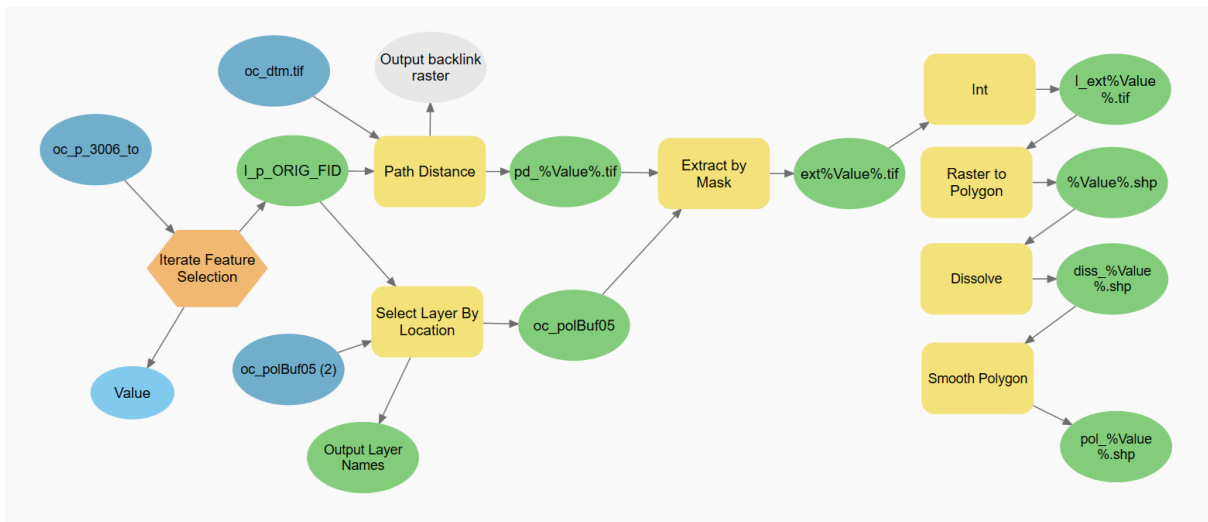 oc_dtm.tif
Output backlink
raster
Int
I_ext%Value
%.tif
oc_p_3006_to
I_p_ORIG_FID
Path Distance
pd_%Value%.tif
Extract by
Mask
ext%Value%.tif
Raster to
Polygon
%Value%.shp
Iterate Feature
Selection
Dissolve
diss_%Value
%.shp
Select Layer By
Location
oc_polBuf05
oc_polBuf05 (2)
Value
Smooth Polygon
Output Layer
Names
pol_%Value
%.shp